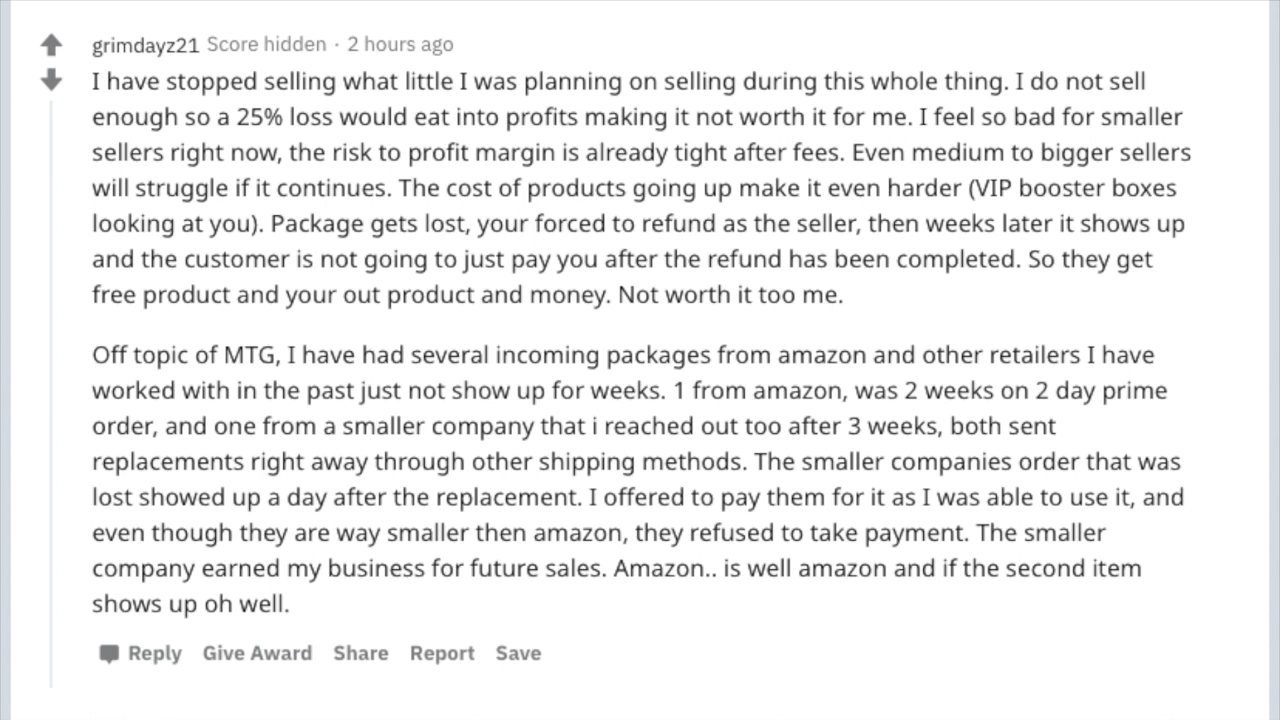 grimdayz21 Score hidden · 2 hours ago
I have stopped selling what little I was planning on selling during this whole thing. I do not sell
enough so a 25% loss would eat into profits making it not worth it for me. I feel so bad for smaller
sellers right now, the risk to profit margin is already tight after fees. Even medium to bigger sellers
will struggle if it continues. The cost of products going up make it even harder (VIP booster boxes
looking at you). Package gets lost, your forced to refund as the seller, then weeks later it shows up
and the customer is not going to just pay you after the refund has been completed. So they get
free product and your out product and money. Not worth it too me.
Off topic of MTG, I have had several incoming packages from amazon and other retailers I have
worked with in the past just not show up for weeks. 1 from amazon, was 2 weeks on 2 day prime
order, and one from a smaller company that i reached out too after 3 weeks, both sent
replacements right away through other shipping methods. The smaller companies order that was
lost showed up a day after the replacement. I offered to pay them for it as I was able to use it, and
even though they are way smaller then amazon, they refused to take payment. The smaller
company earned my business for future sales. Amazon.. is well amazon and if the second item
shows up oh well.
Reply Give Award Share Report Save